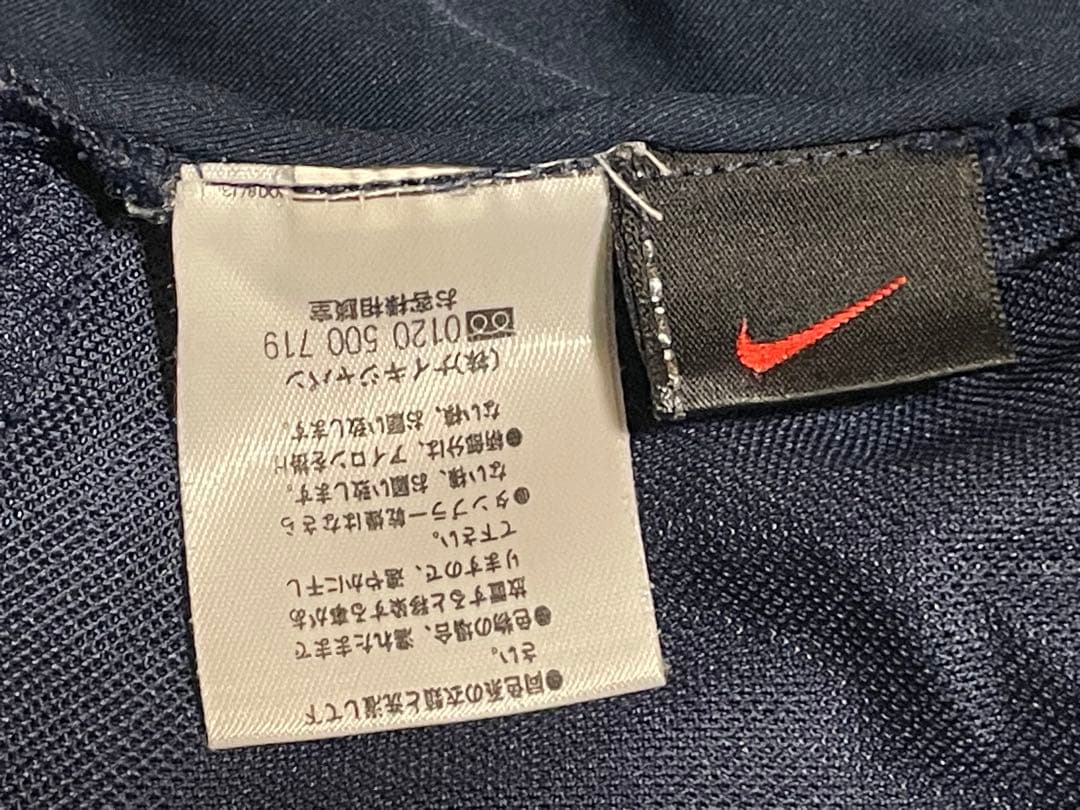 ●同色系の衣類と洗濯して下
さい。
●色物の場合、濡れたままで
放置すると移染する事があ
りますので、速やかに干し
て下さい。
●タンブラー乾燥はなさら
ない様、お願い致します。
●柄部分は、アイロンを掛け
ない様、お願い致します。
(株)ナイキジャパン
0120 500 719
お客様相談室